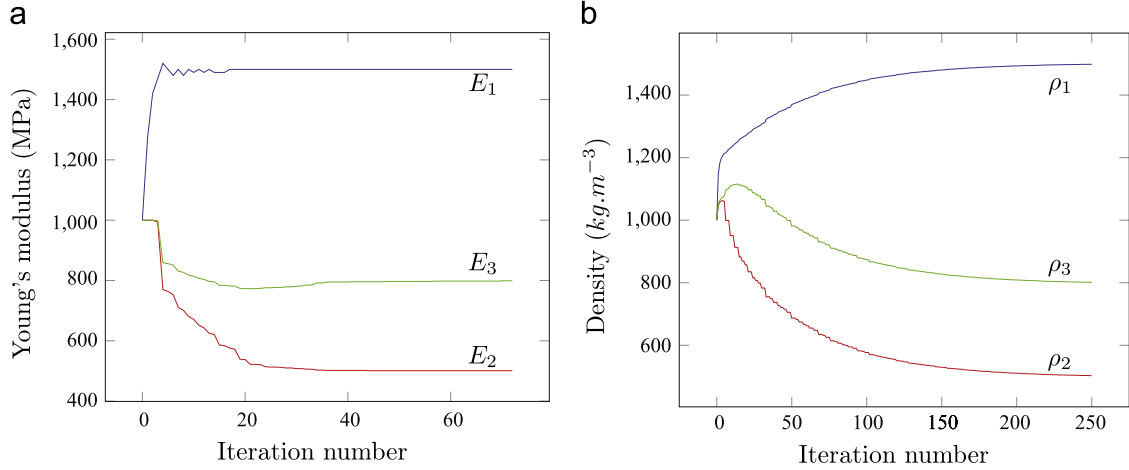 a
1,600
1,400
1,200
1,000
800
600
400
0
20
40
60
Young's modulus (MPa)
Iteration number
E₁
E₃
E₂
b
1,400
1,200
1,000
800
600
0
50
100
150
200
250
Density (kg.m⁻³)
Iteration number
ρ₁
ρ₃
ρ₂